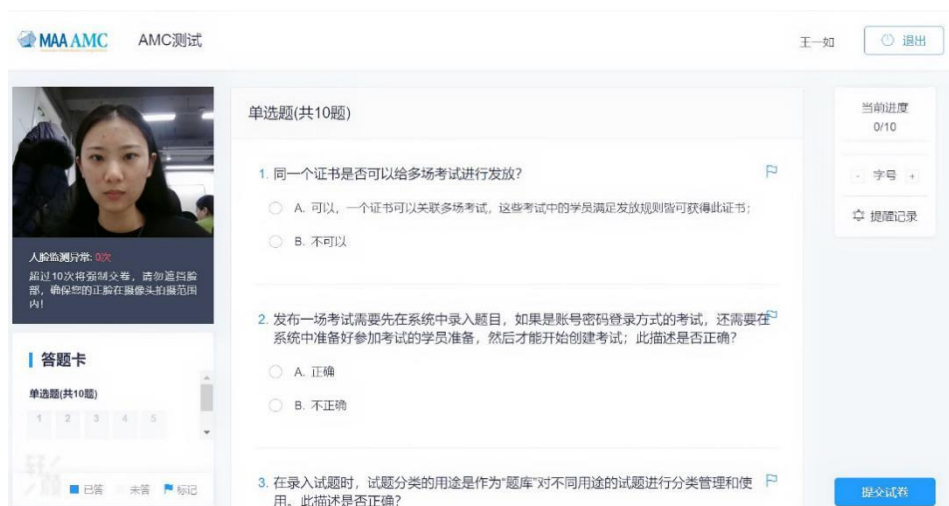 MAA AMC
AMC测试
王一如
退出
人脸监测异常: 0次
超过10次将强制交卷，请勿遮挡脸
部，确保您的正脸在摄像头拍摄范围
内!
答题卡
单选题(共10题)
1 2 3 4 5
已答 未答 标记
单选题(共10题)
1. 同一个证书是否可以给多场考试进行发放?
A. 可以，一个证书可以关联多场考试，这些考试中的学员满足发放规则皆可获得此证书;
B. 不可以
2. 发布一场考试需要先在系统中录入题目，如果是账号密码登录方式的考试，还需要在
系统中准备好参加考试的学员准备，然后才能开始创建考试；此描述是否正确?
A. 正确
B. 不正确
3. 在录入试题时，试题分类的用途是作为“题库”对不同用途的试题进行分类管理和使
用。此描述是否正确?
当前进度
0/10
- 字号 +
提醒记录
提交试卷